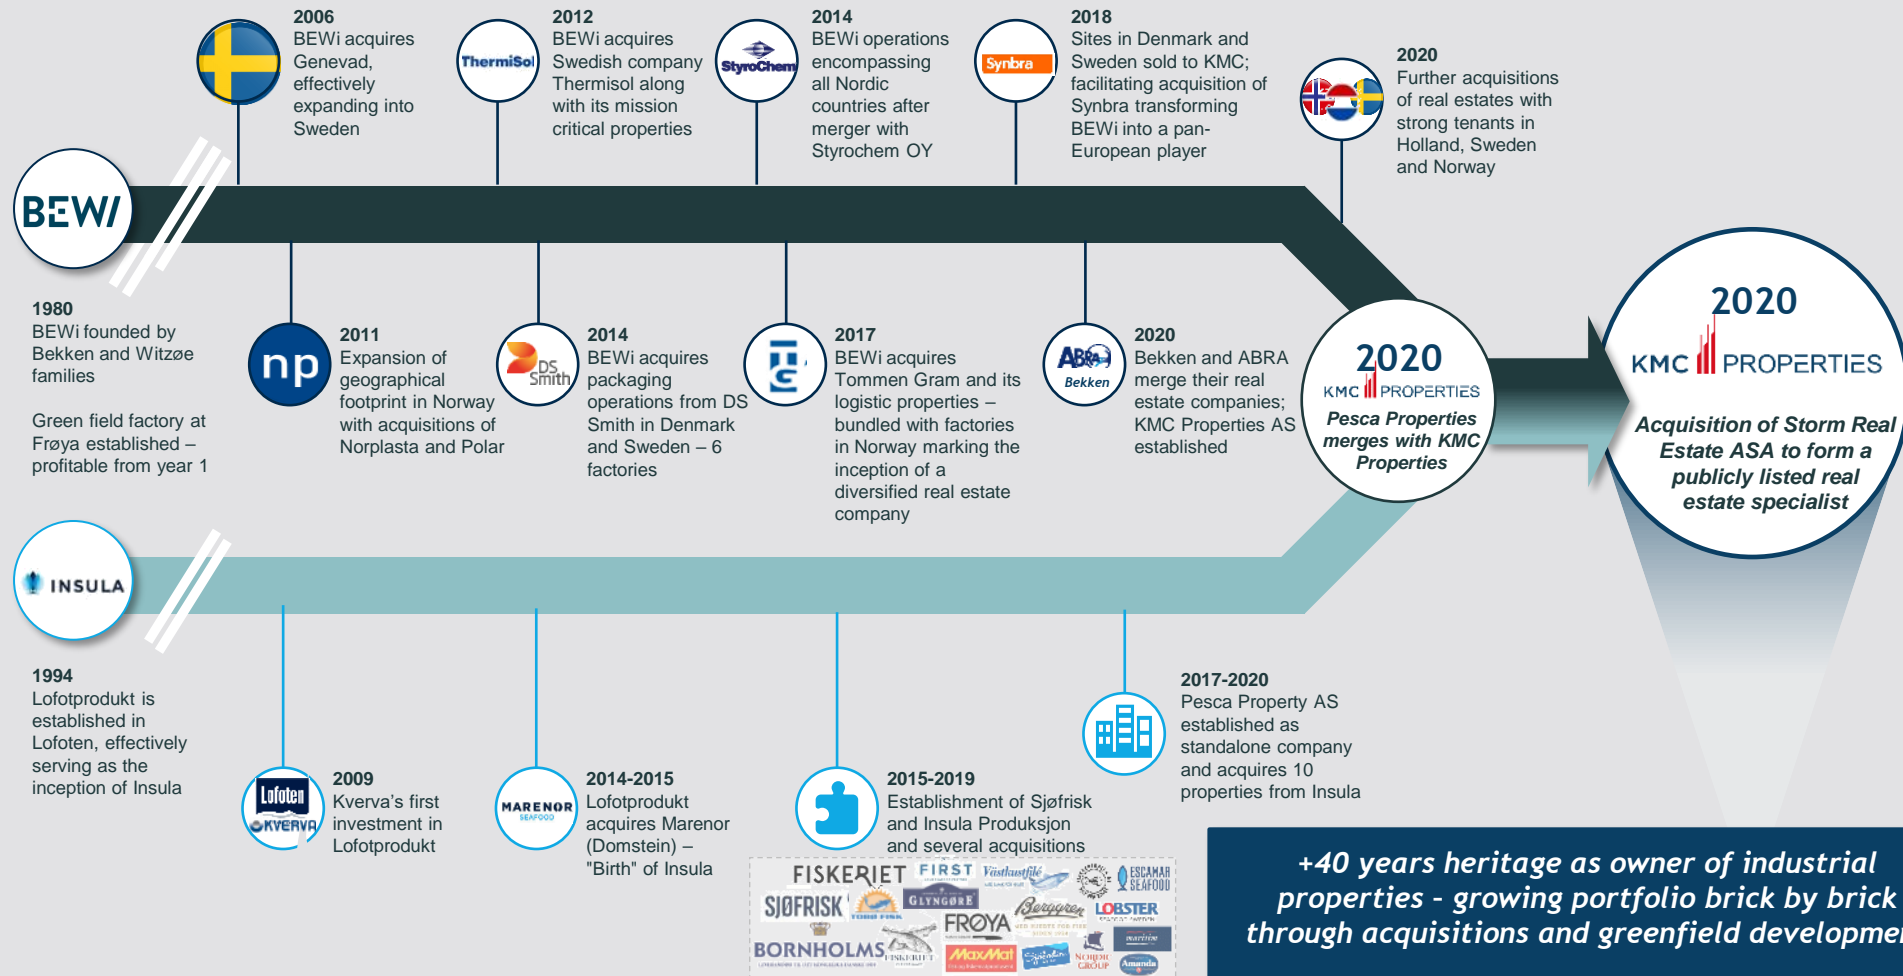 2006
BEWi acquires
Genevad,
effectively
expanding into
Sweden
ThermiSol
2012
BEWi acquires
Swedish company
Thermisol along
with its mission
critical properties
StyroChem
2014
BEWi operations
encompassing
all Nordic
countries after
merger with
Styrochem OY
Synbra
2018
Sites in Denmark and
Sweden sold to KMC;
facilitating acquisition of
Synbra transforming
BEWi into a pan-
European player
2020
Further acquisitions
of real estates with
strong tenants in
Holland, Sweden
and Norway
BEWI
1980
BEWi founded by
Bekken and Witzøe
families
Green field factory at
Frøya established –
profitable from year 1
np
2011
Expansion of
geographical
footprint in Norway
with acquisitions of
Norplasta and Polar
DS
Smith
2014
BEWi acquires
packaging
operations from DS
Smith in Denmark
and Sweden – 6
factories
2017
BEWi acquires
Tommen Gram and its
logistic properties –
bundled with factories
in Norway marking the
inception of a
diversified real estate
company
ABRA
Bekken
2020
Bekken and ABRA
merge their real
estate companies;
KMC Properties AS
established
2020
KMC PROPERTIES
Pesca Properties
merges with KMC
Properties
2020
KMC PROPERTIES
Acquisition of Storm Real
Estate ASA to form a
publicly listed real
estate specialist
INSULA
1994
Lofotprodukt is
established in
Lofoten, effectively
serving as the
inception of Insula
Lofoten
KVERVA
2009
Kverva's first
investment in
Lofotprodukt
MARENOR
SEAFOOD
2014-2015
Lofotprodukt
acquires Marenor
(Domstein) –
"Birth" of Insula
2015-2019
Establishment of Sjøfrisk
and Insula Produksjon
and several acquisitions
2017-2020
Pesca Property AS
established as
standalone company
and acquires 10
properties from Insula
FISKERIET
FIRST
Västkustfilé
ESCAMAR
SEAFOOD
SJØFRISK
TORO FISK
GLYNGØRE
FRØYA
Berggren
LOBSTER
BORNHOLMS
FISKERIET
MaxMat
NORDIC
GROUP
maritim
Amanda
+40 years heritage as owner of industrial
properties – growing portfolio brick by brick
through acquisitions and greenfield developmen